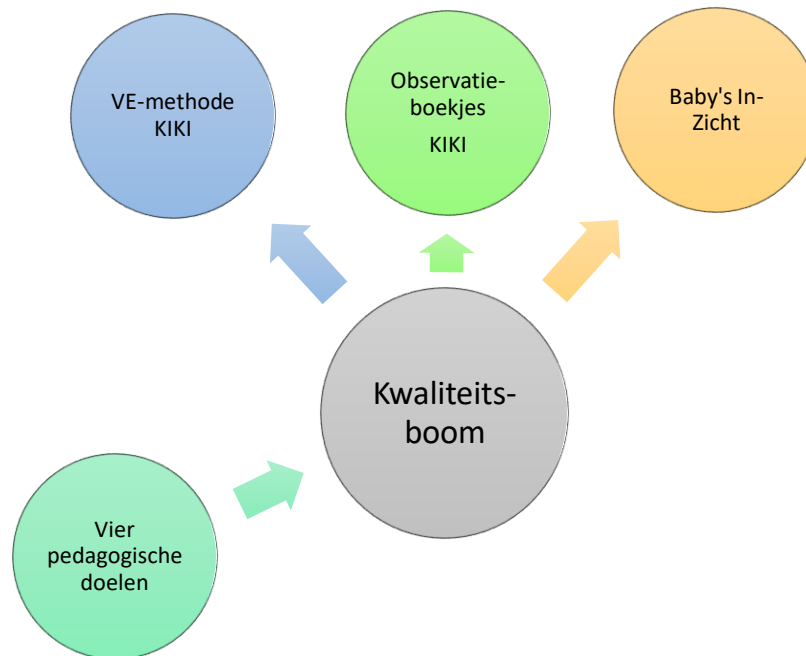 VE-methode
KIKI
Observatie-
boekjes
KIKI
Baby's In-
Zicht
Kwaliteits-
boom
Vier
pedagogische
doelen